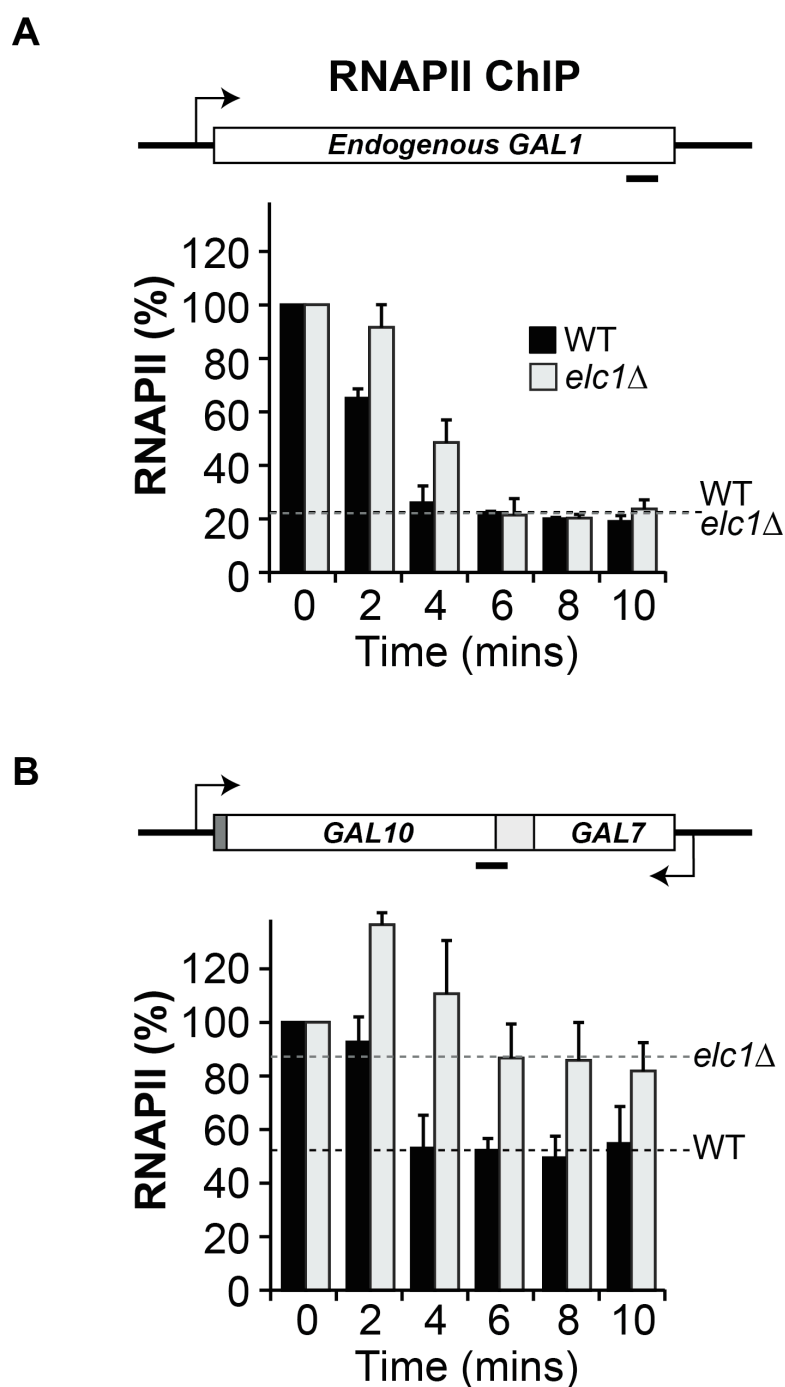 A
RNAPII ChIP
Endogenous GAL1
RNAPII (%)
120
100
80
60
40
20
0
WT
elc1Δ
WT
elc1Δ
0 2 4 6 8 10
Time (mins)
B
GAL10 GAL7
RNAPII (%)
120
100
80
60
40
20
0
elc1Δ
WT
0 2 4 6 8 10
Time (mins)